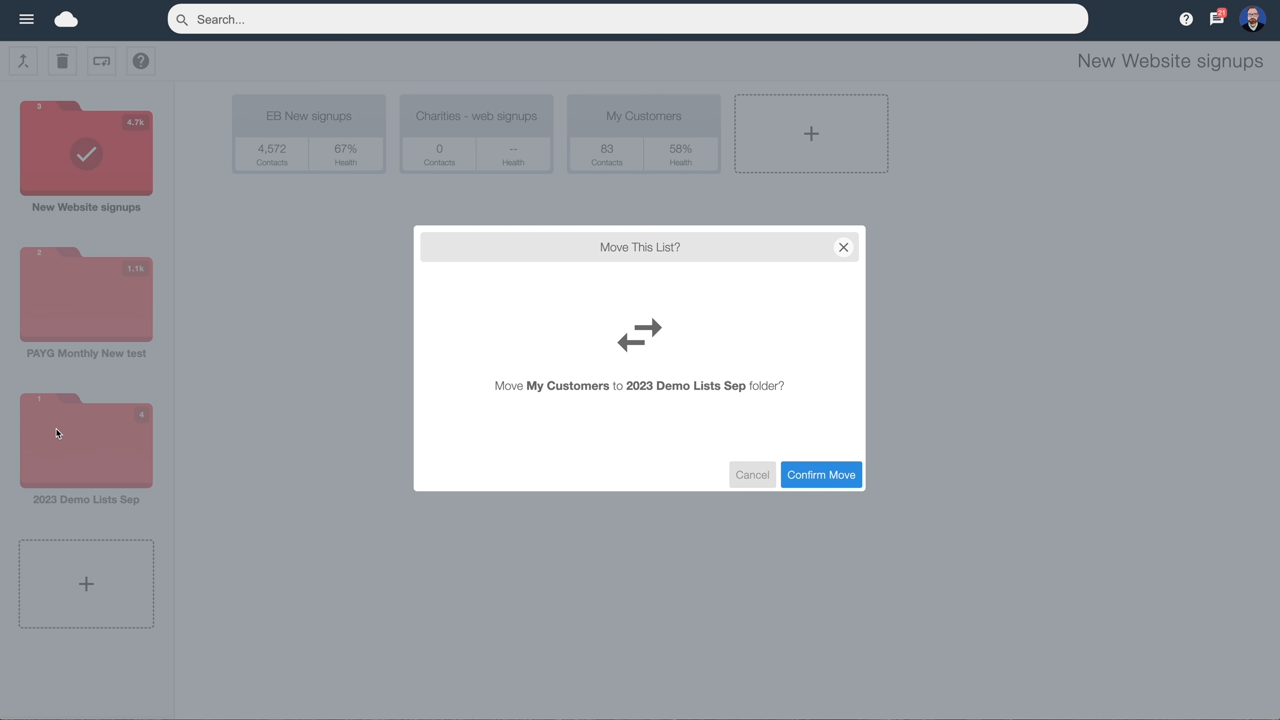 Search...
21
New Website signups
3
4.7k
New Website signups
2
1.1k
PAYG Monthly New test
1
4
2023 Demo Lists Sep
EB New signups
4,572
Contacts
67%
Health
Charities - web signups
0
Contacts
--
Health
My Customers
83
Contacts
58%
Health
Move This List?
Move My Customers to 2023 Demo Lists Sep folder?
Cancel
Confirm Move